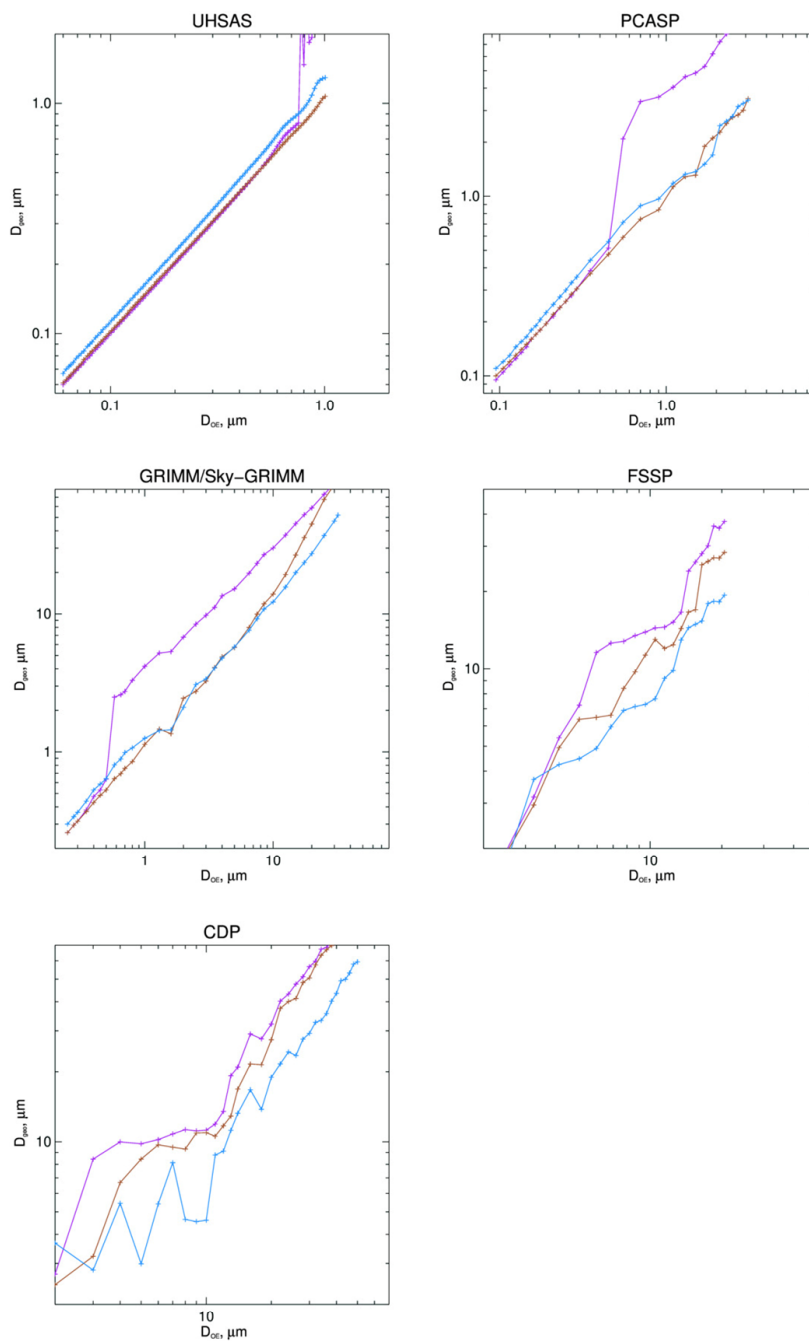 UHSAS
1.0
0.1
Dgeo, μm
0.1
1.0
DOE, μm
PCASP
1.0
0.1
Dgeo, μm
0.1
1.0
DOE, μm
GRIMM/Sky−GRIMM
10
1
Dgeo, μm
1
10
DOE, μm
FSSP
10
Dgeo, μm
10
DOE, μm
CDP
10
Dgeo, μm
10
DOE, μm